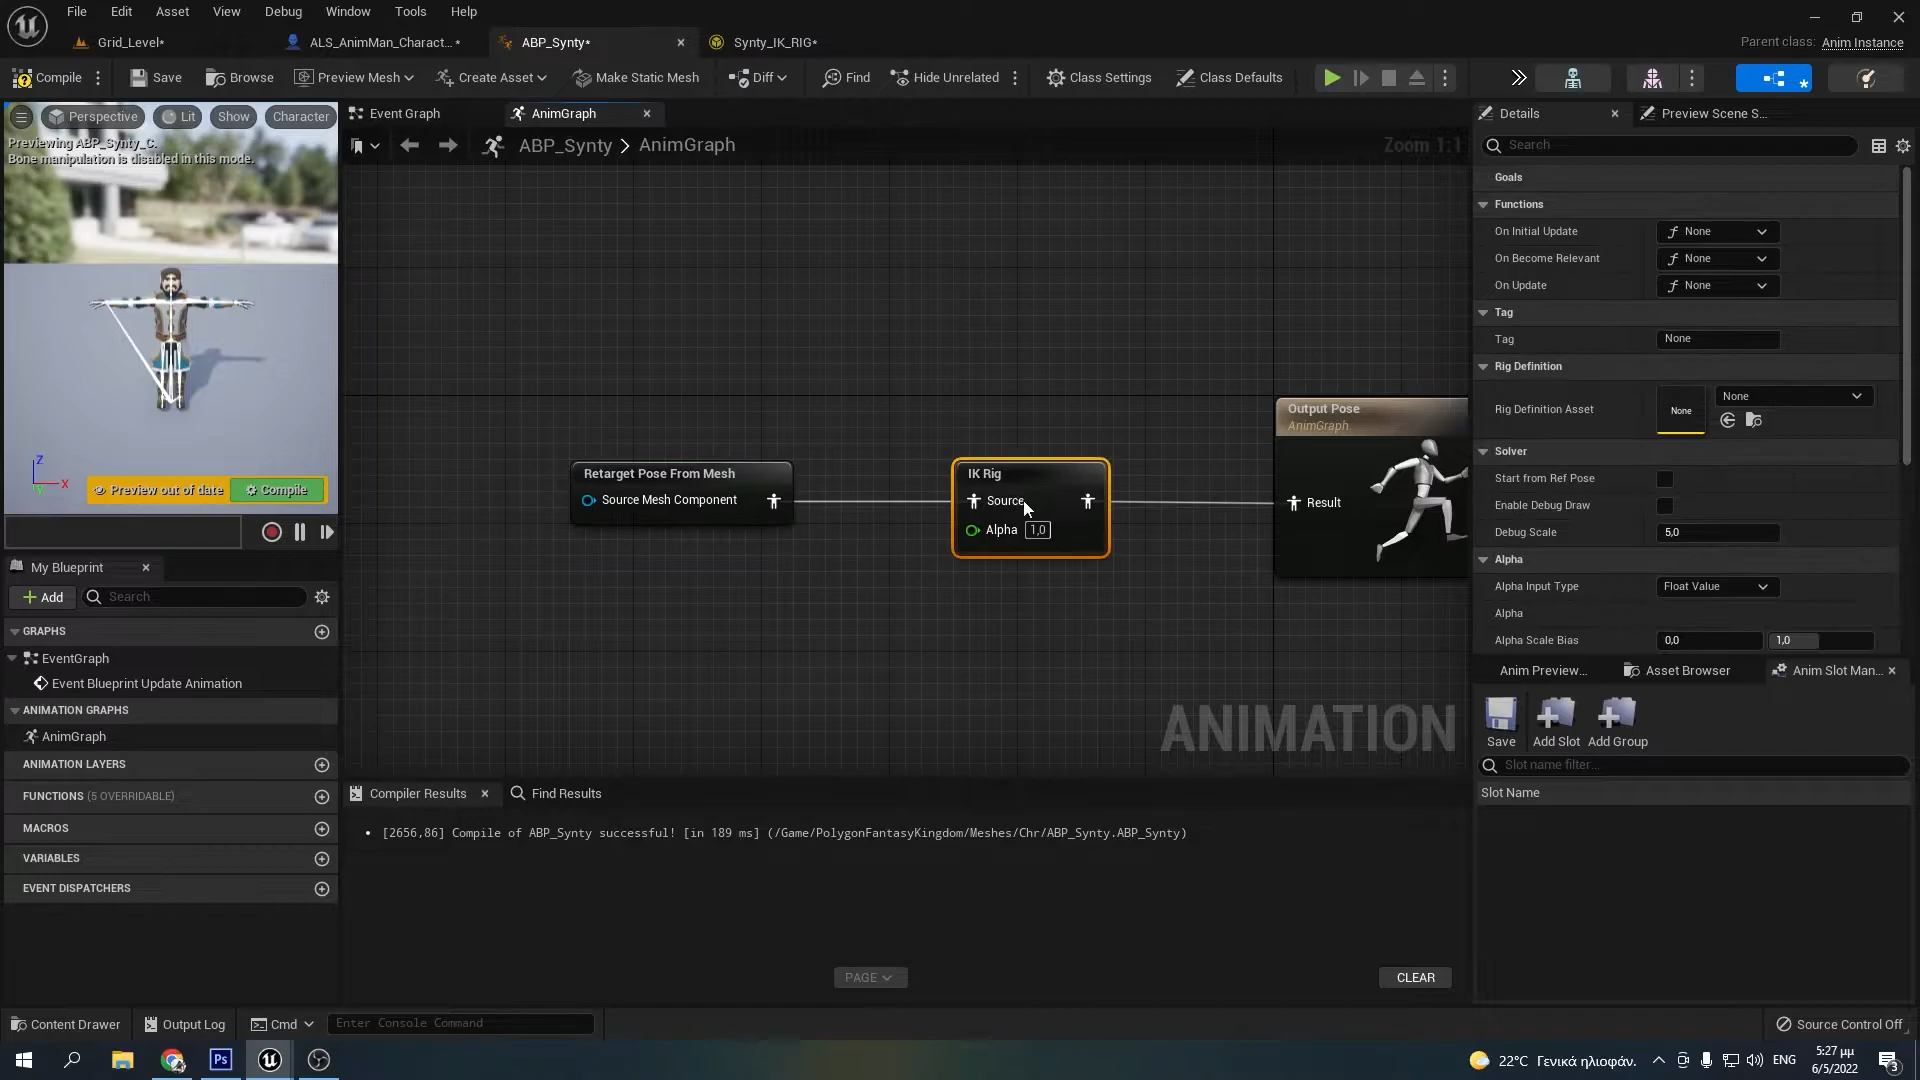 File Edit Asset View Debug Window Tools Help
Grid_Level* ALS_AnimMan_Charact... * ABP_Synty* Synty_IK_RIG*
Parent class: Anim Instance
Compile Save Browse Preview Mesh Create Asset Make Static Mesh Diff Find Hide Unrelated Class Settings Class Defaults
Perspective Lit Show Character
Previewing ABP_Synty_C.
Bone manipulation is disabled in this mode.
Z
X
Y
Preview out of date Compile
My Blueprint
Add Search
GRAPHS
EventGraph
Event Blueprint Update Animation
ANIMATION GRAPHS
AnimGraph
ANIMATION LAYERS
FUNCTIONS (5 OVERRIDABLE)
MACROS
VARIABLES
EVENT DISPATCHERS
Event Graph AnimGraph
ABP_Synty > AnimGraph
Zoom 1:1
Retarget Pose From Mesh
Source Mesh Component
IK Rig
Source
Alpha 1,0
Output Pose
AnimGraph
Result
ANIMATION
Compiler Results Find Results
• [2656,86] Compile of ABP_Synty successful! [in 189 ms] (/Game/PolygonFantasyKingdom/Meshes/Chr/ABP_Synty.ABP_Synty)
PAGE CLEAR
Details Preview Scene S...
Search
Goals
Functions
On Initial Update None
On Become Relevant None
On Update None
Tag
Tag None
Rig Definition
Rig Definition Asset None None
Solver
Start from Ref Pose
Enable Debug Draw
Debug Scale 5,0
Alpha
Alpha Input Type Float Value
Alpha
Alpha Scale Bias 0,0 1,0
Anim Preview... Asset Browser Anim Slot Man...
Save Add Slot Add Group
Slot name filter...
Slot Name
Content Drawer Output Log Cmd Enter Console Command Source Control Off
Ps
22°C Γενικά ηλιοφάν. ENG
5:27 μμ
6/5/2022
3